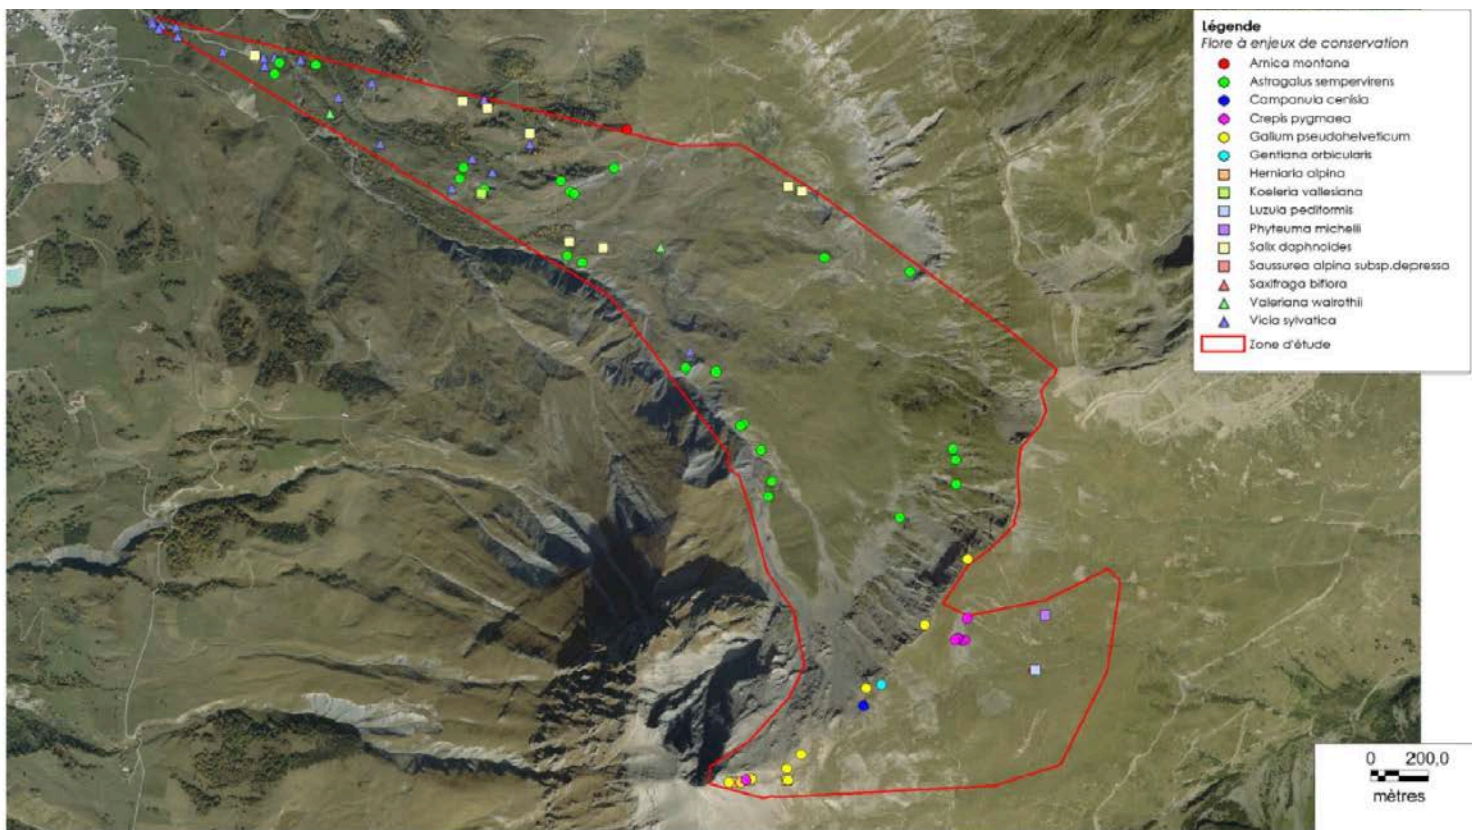 Légende
Flore à enjeux de conservation
Arnica montana
Astragalus sempervirens
Campanula cenisia
Crepis pygmaea
Galium pseudohelveticum
Gentiana orbicularis
Herniaria alpina
Koeleria vallesiana
Luzula pediformis
Phyteuma michelii
Salix daphnoides
Saussurea alpina subsp.depressa
Saxifraga biflora
Valeriana walrothii
Vicia sylvatica
Zone d'étude
0 200,0
mètres